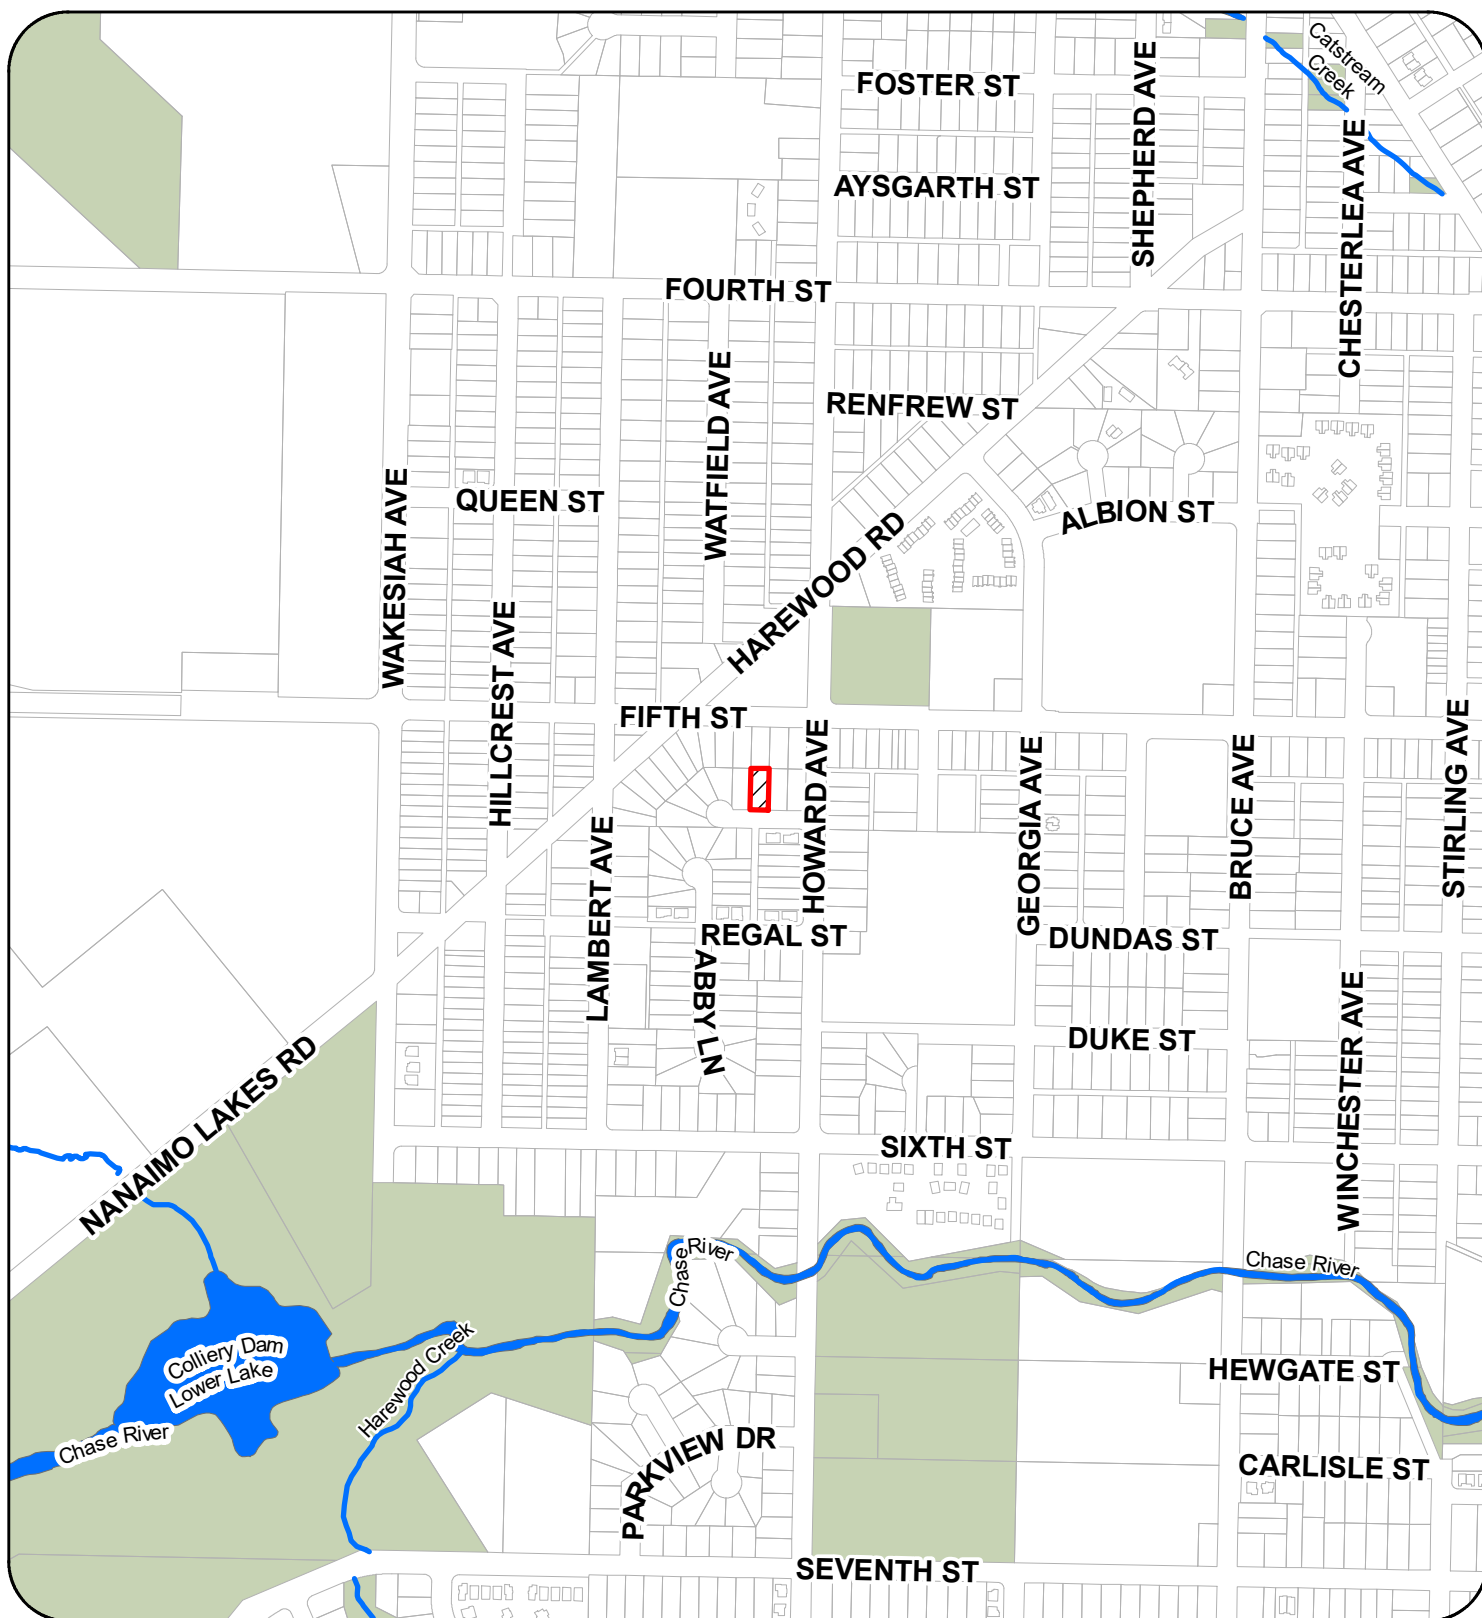 Catstream
Creek
FOSTER ST
SHEPHERD AVE
AYSGARTH ST
CHESTERLEA AVE
FOURTH ST
WATFIELD AVE
RENFREW ST
WAKESIAH AVE
QUEEN ST
ALBION ST
HAREWOOD RD
HILLCREST AVE
FIFTH ST
HOWARD AVE
GEORGIA AVE
BRUCE AVE
STIRLING AVE
LAMBERT AVE
REGAL ST
DUNDAS ST
ABBY LN
WINCHESTER AVE
DUKE ST
NANAIMO LAKES RD
SIXTH ST
Chase River
Chase River
Colliery Dam
Lower Lake
Harewood Creek
HEWGATE ST
Chase River
PARKVIEW DR
CARLISLE ST
SEVENTH ST